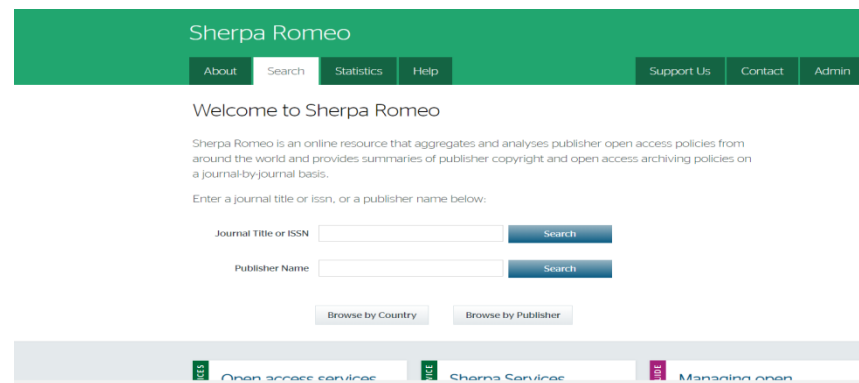 Sherpa Romeo
About Search Statistics Help Support Us Contact Admin
Welcome to Sherpa Romeo
Sherpa Romeo is an online resource that aggregates and analyses publisher open access policies from
around the world and provides summaries of publisher copyright and open access archiving policies on
a journal-by-journal basis.
Enter a journal title or issn, or a publisher name below:
Journal Title or ISSN Search
Publisher Name Search
Browse by Country Browse by Publisher
Open access services Sherpa Services Managing open